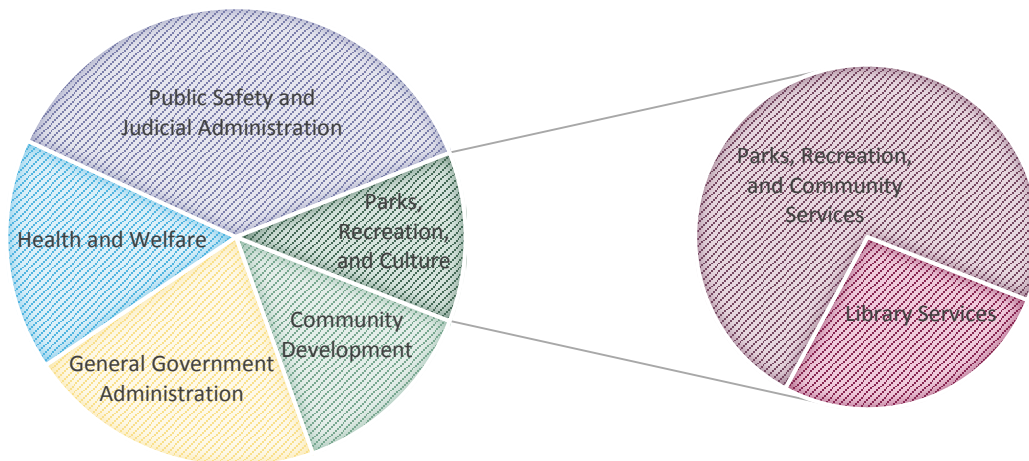 Public Safety and
Judicial Administration
Parks,
Recreation,
and Culture
Health and Welfare
Community
Development
General Government
Administration
Parks, Recreation,
and Community
Services
Library Services